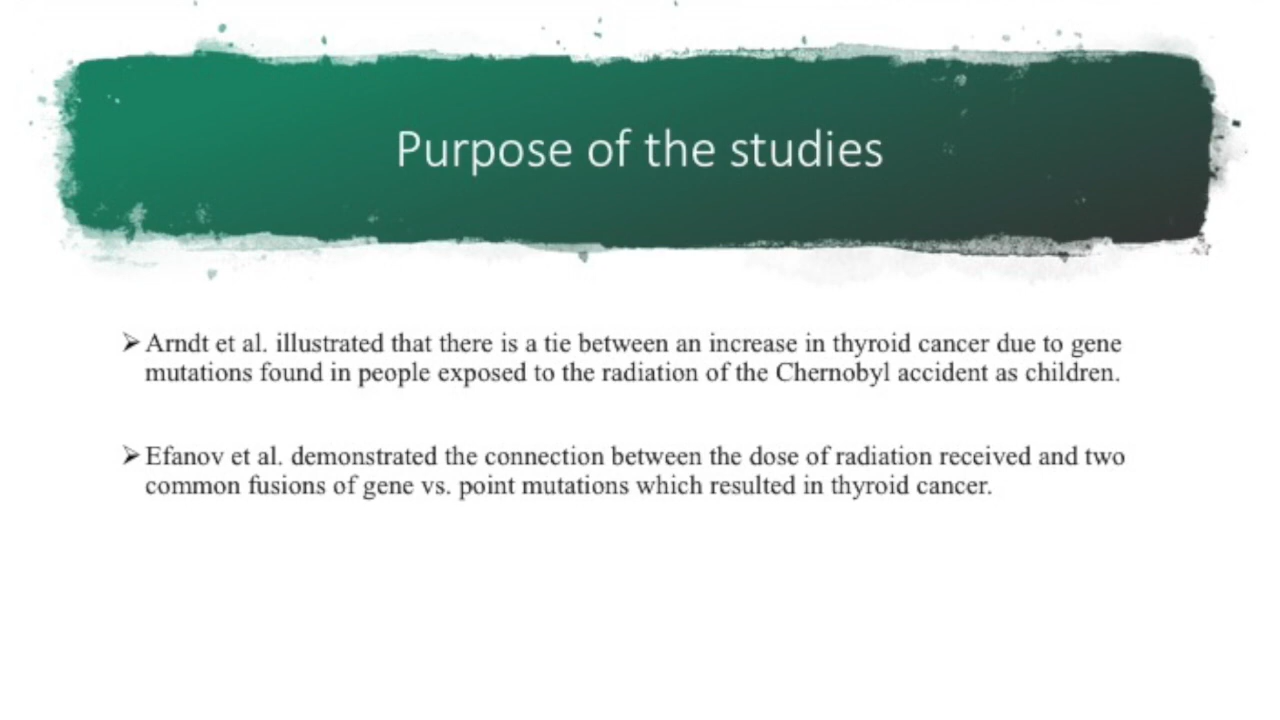 Purpose of the studies
➢ Arndt et al. illustrated that there is a tie between an increase in thyroid cancer due to gene
mutations found in people exposed to the radiation of the Chernobyl accident as children.
➢ Efanov et al. demonstrated the connection between the dose of radiation received and two
common fusions of gene vs. point mutations which resulted in thyroid cancer.